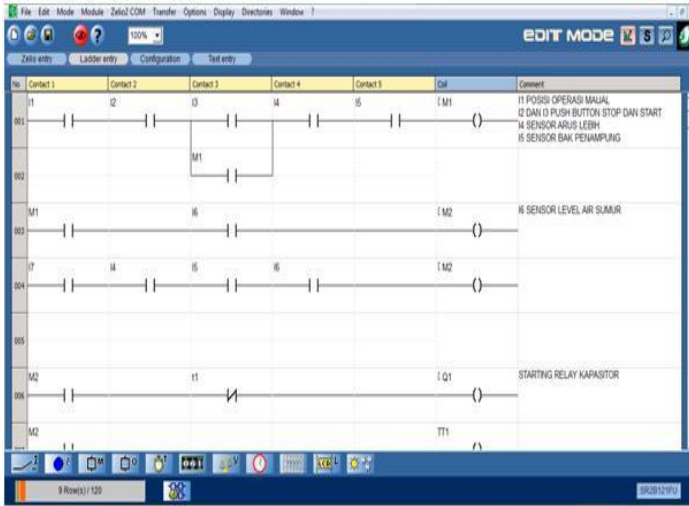 File Edit Mode Module Zelio2 COM Transfer Options Display Directories Window ?
100%
EDIT MODE
Zelio entry Ladder entry Configuration Text entry
No Contact 1 Contact 2 Contact 3 Contact 4 Contact 5 Coil Comment
I1 I2 I3 I4 I5 [ M1
I1 POSISI OPERASI MAUAL
I2 DAN I3 PUSH BUTTON STOP DAN START
I4 SENSOR ARUS LEBIH
I5 SENSOR BAK PENAMPUNG
001
M1
002
M1 I6 [ M2 I6 SENSOR LEVEL AIR SUMUR
003
I7 I4 I5 I6 [ M2
004
005
M2 t1 [ Q1 STARTING RELAY KAPASITOR
006
M2 TT1
9 Row(s) / 120
SR2B121FU